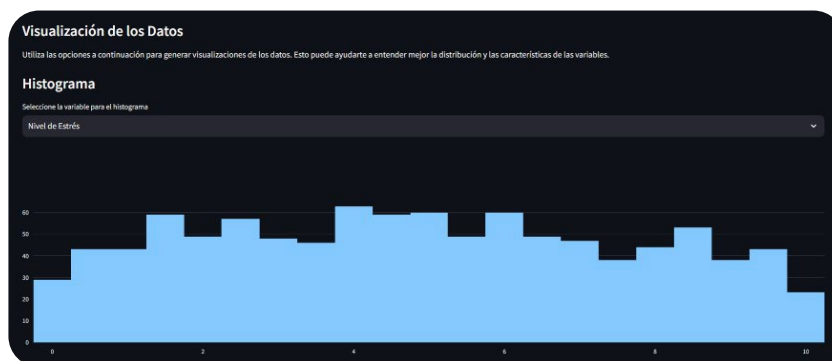 Visualización de los Datos
Utiliza las opciones a continuación para generar visualizaciones de los datos. Esto puede ayudarte a entender mejor la distribución y las características de las variables.
Histograma
Seleccione la variable para el histograma
Nivel de Estrés
60
50
40
30
20
10
0
0 2 4 6 8 10